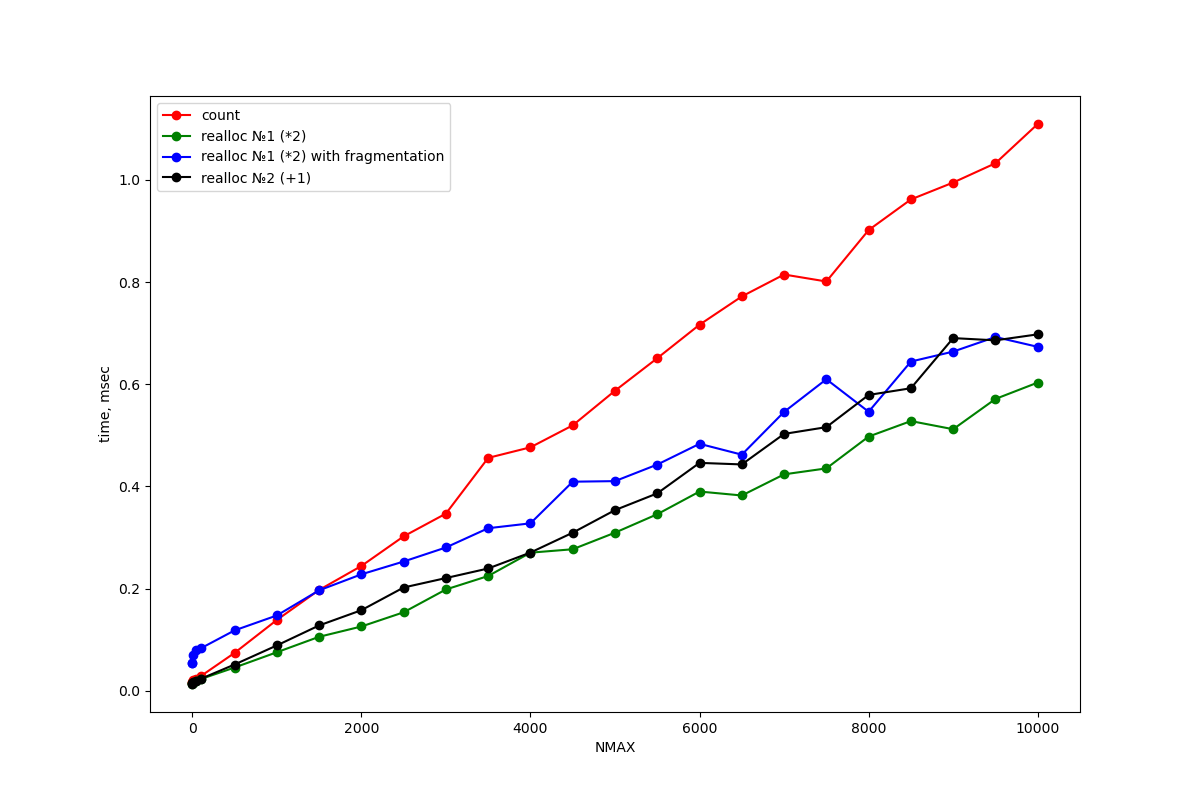 count
realloc №1 (*2)
realloc №1 (*2) with fragmentation
realloc №2 (+1)
1.0
0.8
0.6
0.4
0.2
0.0
time, msec
0 2000 4000 6000 8000 10000
NMAX